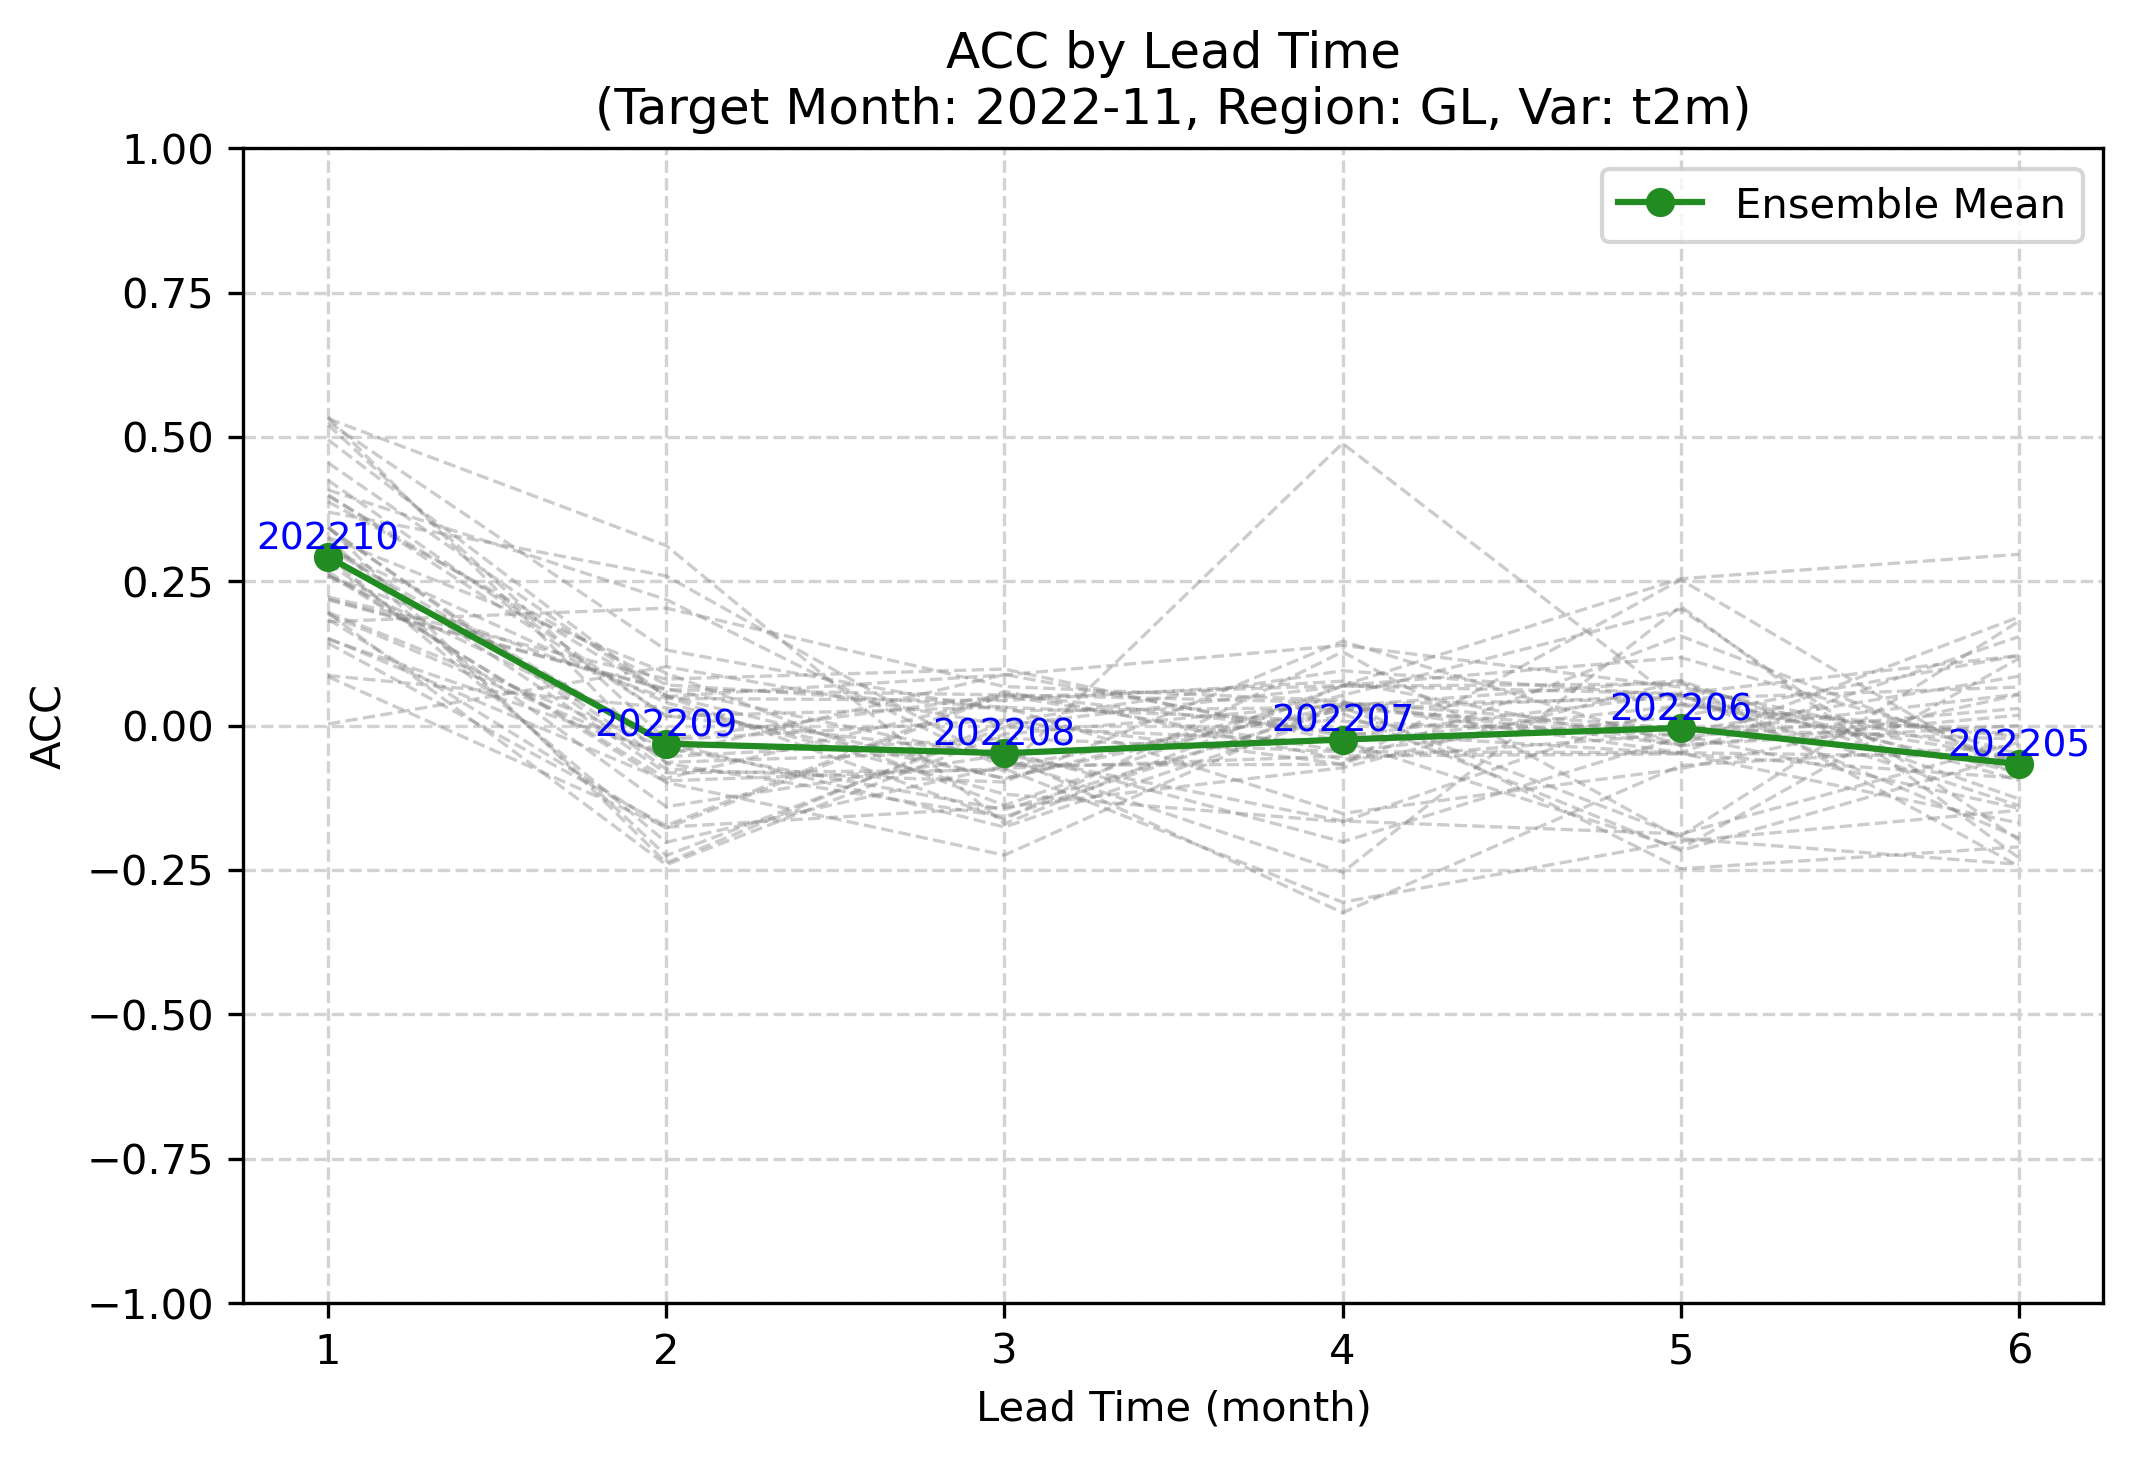 ACC by Lead Time
(Target Month: 2022-11, Region: GL, Var: t2m)
1.00
0.75
0.50
0.25
0.00
−0.25
−0.50
−0.75
−1.00
ACC
Ensemble Mean
202210
202209
202208
202207
202206
202205
1 2 3 4 5 6
Lead Time (month)